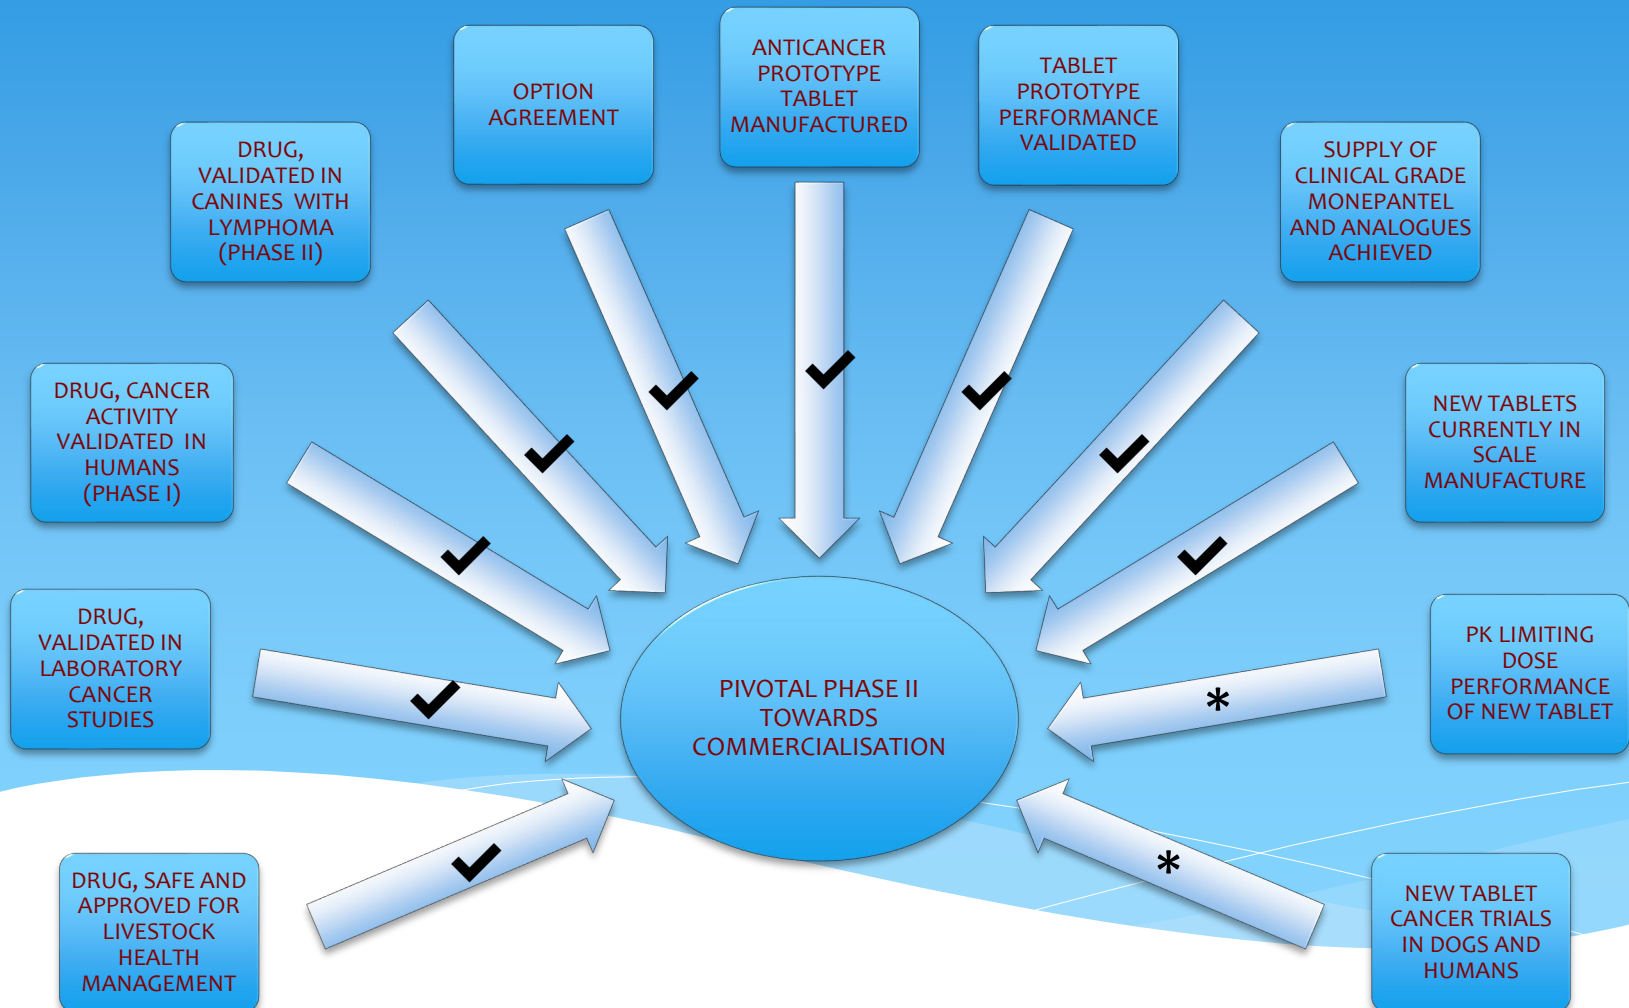 ANTICANCER
PROTOTYPE
TABLET
MANUFACTURED
OPTION
AGREEMENT
TABLET
PROTOTYPE
PERFORMANCE
VALIDATED
DRUG,
VALIDATED IN
CANINES WITH
LYMPHOMA
(PHASE II)
SUPPLY OF
CLINICAL GRADE
MONEPANTEL
AND ANALOGUES
ACHIEVED
DRUG, CANCER
ACTIVITY
VALIDATED IN
HUMANS
(PHASE I)
NEW TABLETS
CURRENTLY IN
SCALE
MANUFACTURE
DRUG,
VALIDATED IN
LABORATORY
CANCER
STUDIES
PK LIMITING
DOSE
PERFORMANCE
OF NEW TABLET
*
PIVOTAL PHASE II
TOWARDS
COMMERCIALISATION
DRUG, SAFE AND
APPROVED FOR
LIVESTOCK
HEALTH
MANAGEMENT
*
NEW TABLET
CANCER TRIALS
IN DOGS AND
HUMANS